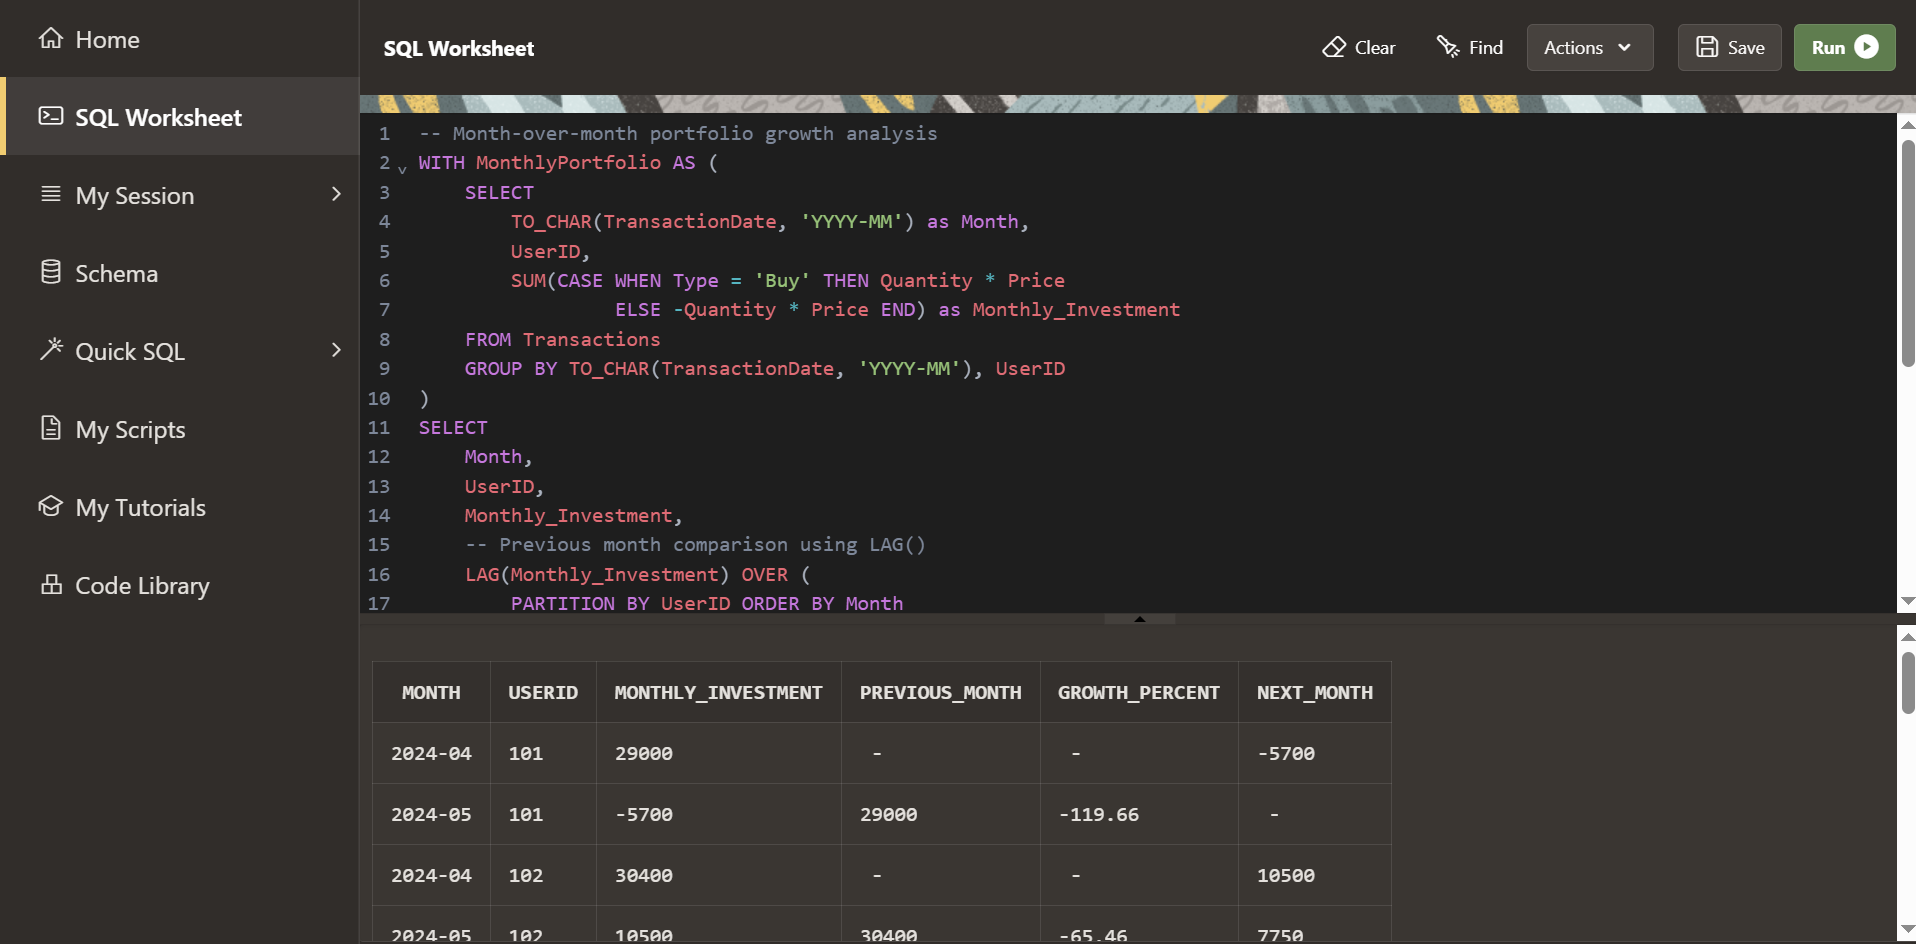 Home
SQL Worksheet
My Session
Schema
Quick SQL
My Scripts
My Tutorials
Code Library
SQL Worksheet
Clear
Find
Actions
Save
Run
1 -- Month-over-month portfolio growth analysis
2 WITH MonthlyPortfolio AS (
3     SELECT
4         TO_CHAR(TransactionDate, 'YYYY-MM') as Month,
5         UserID,
6         SUM(CASE WHEN Type = 'Buy' THEN Quantity * Price
7                  ELSE -Quantity * Price END) as Monthly_Investment
8     FROM Transactions
9     GROUP BY TO_CHAR(TransactionDate, 'YYYY-MM'), UserID
10 )
11 SELECT
12     Month,
13     UserID,
14     Monthly_Investment,
15     -- Previous month comparison using LAG()
16     LAG(Monthly_Investment) OVER (
17         PARTITION BY UserID ORDER BY Month
MONTH USERID MONTHLY_INVESTMENT PREVIOUS_MONTH GROWTH_PERCENT NEXT_MONTH
2024-04 101 29000 - - -5700
2024-05 101 -5700 29000 -119.66 -
2024-04 102 30400 - - 10500
2024-05 102 10500 30400 -65.46 7750